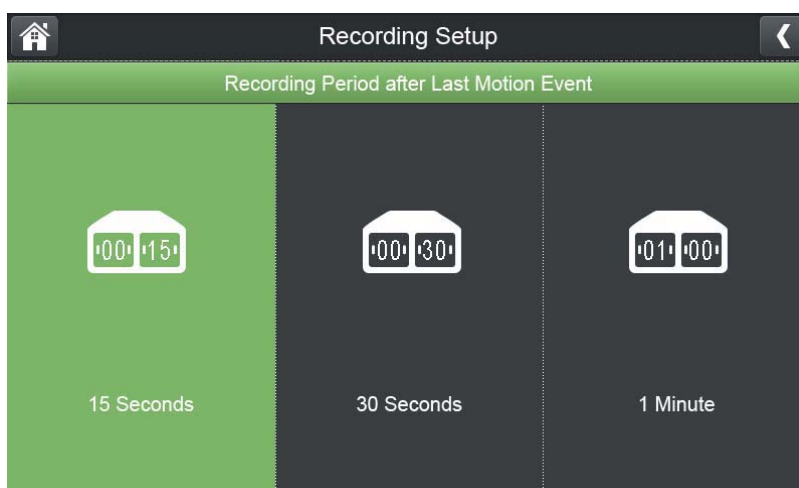 Recording Setup
Recording Period after Last Motion Event
00 15
00 30
01 00
15 Seconds
30 Seconds
1 Minute